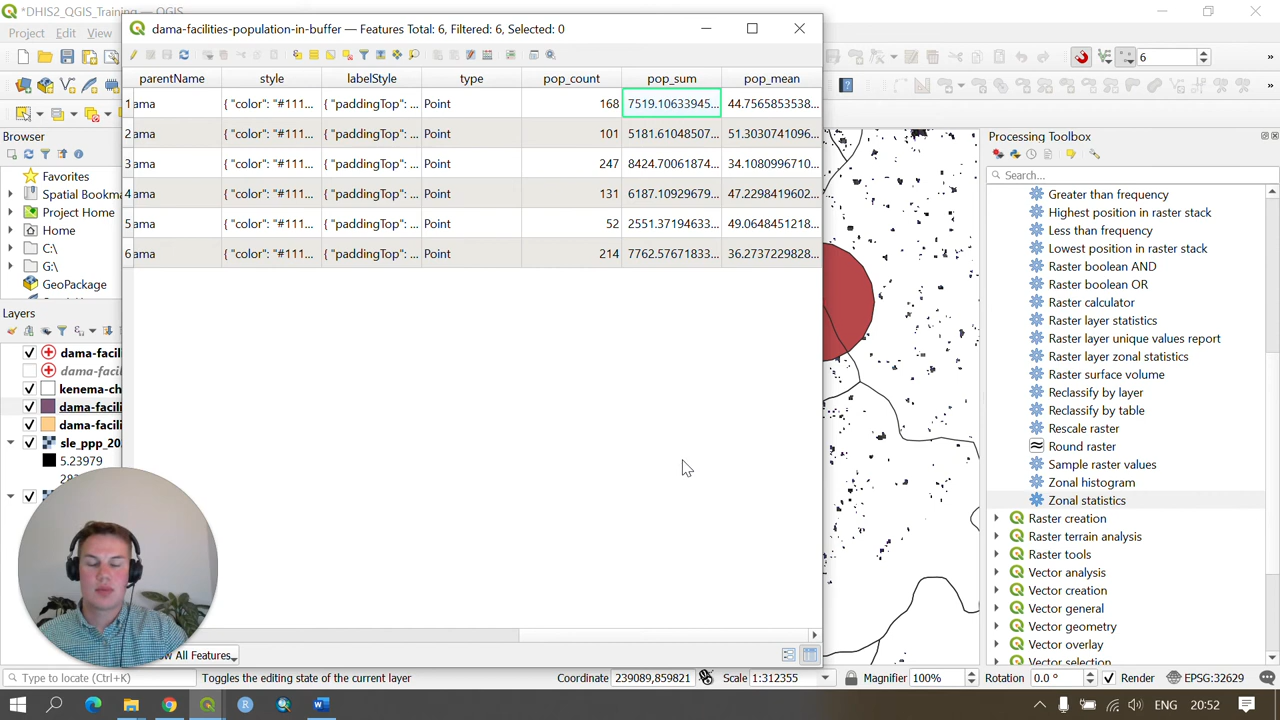 *DHIS2_QGIS_Training — QGIS
dama-facilities-population-in-buffer — Features Total: 6, Filtered: 6, Selected: 0
Project Edit View
6
parentName style labelStyle type pop_count pop_sum pop_mean
1 ama { "color": "#111... { "paddingTop": ... Point 168 7519.10633945... 44.7565853538...
2 ama { "color": "#111... { "paddingTop": ... Point 101 5181.61048507... 51.3030741096...
3 ama { "color": "#111... { "paddingTop": ... Point 247 8424.70061874... 34.1080996710...
4 ama { "color": "#111... { "paddingTop": ... Point 131 6187.10929679... 47.2298419602...
5 ama { "color": "#111... { "paddingTop": ... Point 52 2551.37194633... 49.0648451218...
6 ama { "color": "#111... { "paddingTop": ... Point 214 7762.57671833... 36.2737229828...
Browser
Favorites
Spatial Bookma
Project Home
Home
C:\
G:\
GeoPackage
Layers
dama-facili
dama-facil
kenema-ch
dama-facili
dama-facili
sle_ppp_20
5.23979
Processing Toolbox
Search...
Greater than frequency
Highest position in raster stack
Less than frequency
Lowest position in raster stack
Raster boolean AND
Raster boolean OR
Raster calculator
Raster layer statistics
Raster layer unique values report
Raster layer zonal statistics
Raster surface volume
Reclassify by layer
Reclassify by table
Rescale raster
Round raster
Sample raster values
Zonal histogram
Zonal statistics
Raster creation
Raster terrain analysis
Raster tools
Vector analysis
Vector creation
Vector general
Vector geometry
Vector overlay
Vector selection
w All Features
Type to locate (Ctrl+K)
Toggles the editing state of the current layer
Coordinate 239089,859821
Scale 1:312355
Magnifier 100%
Rotation 0.0 °
Render
EPSG:32629
ENG 20:52